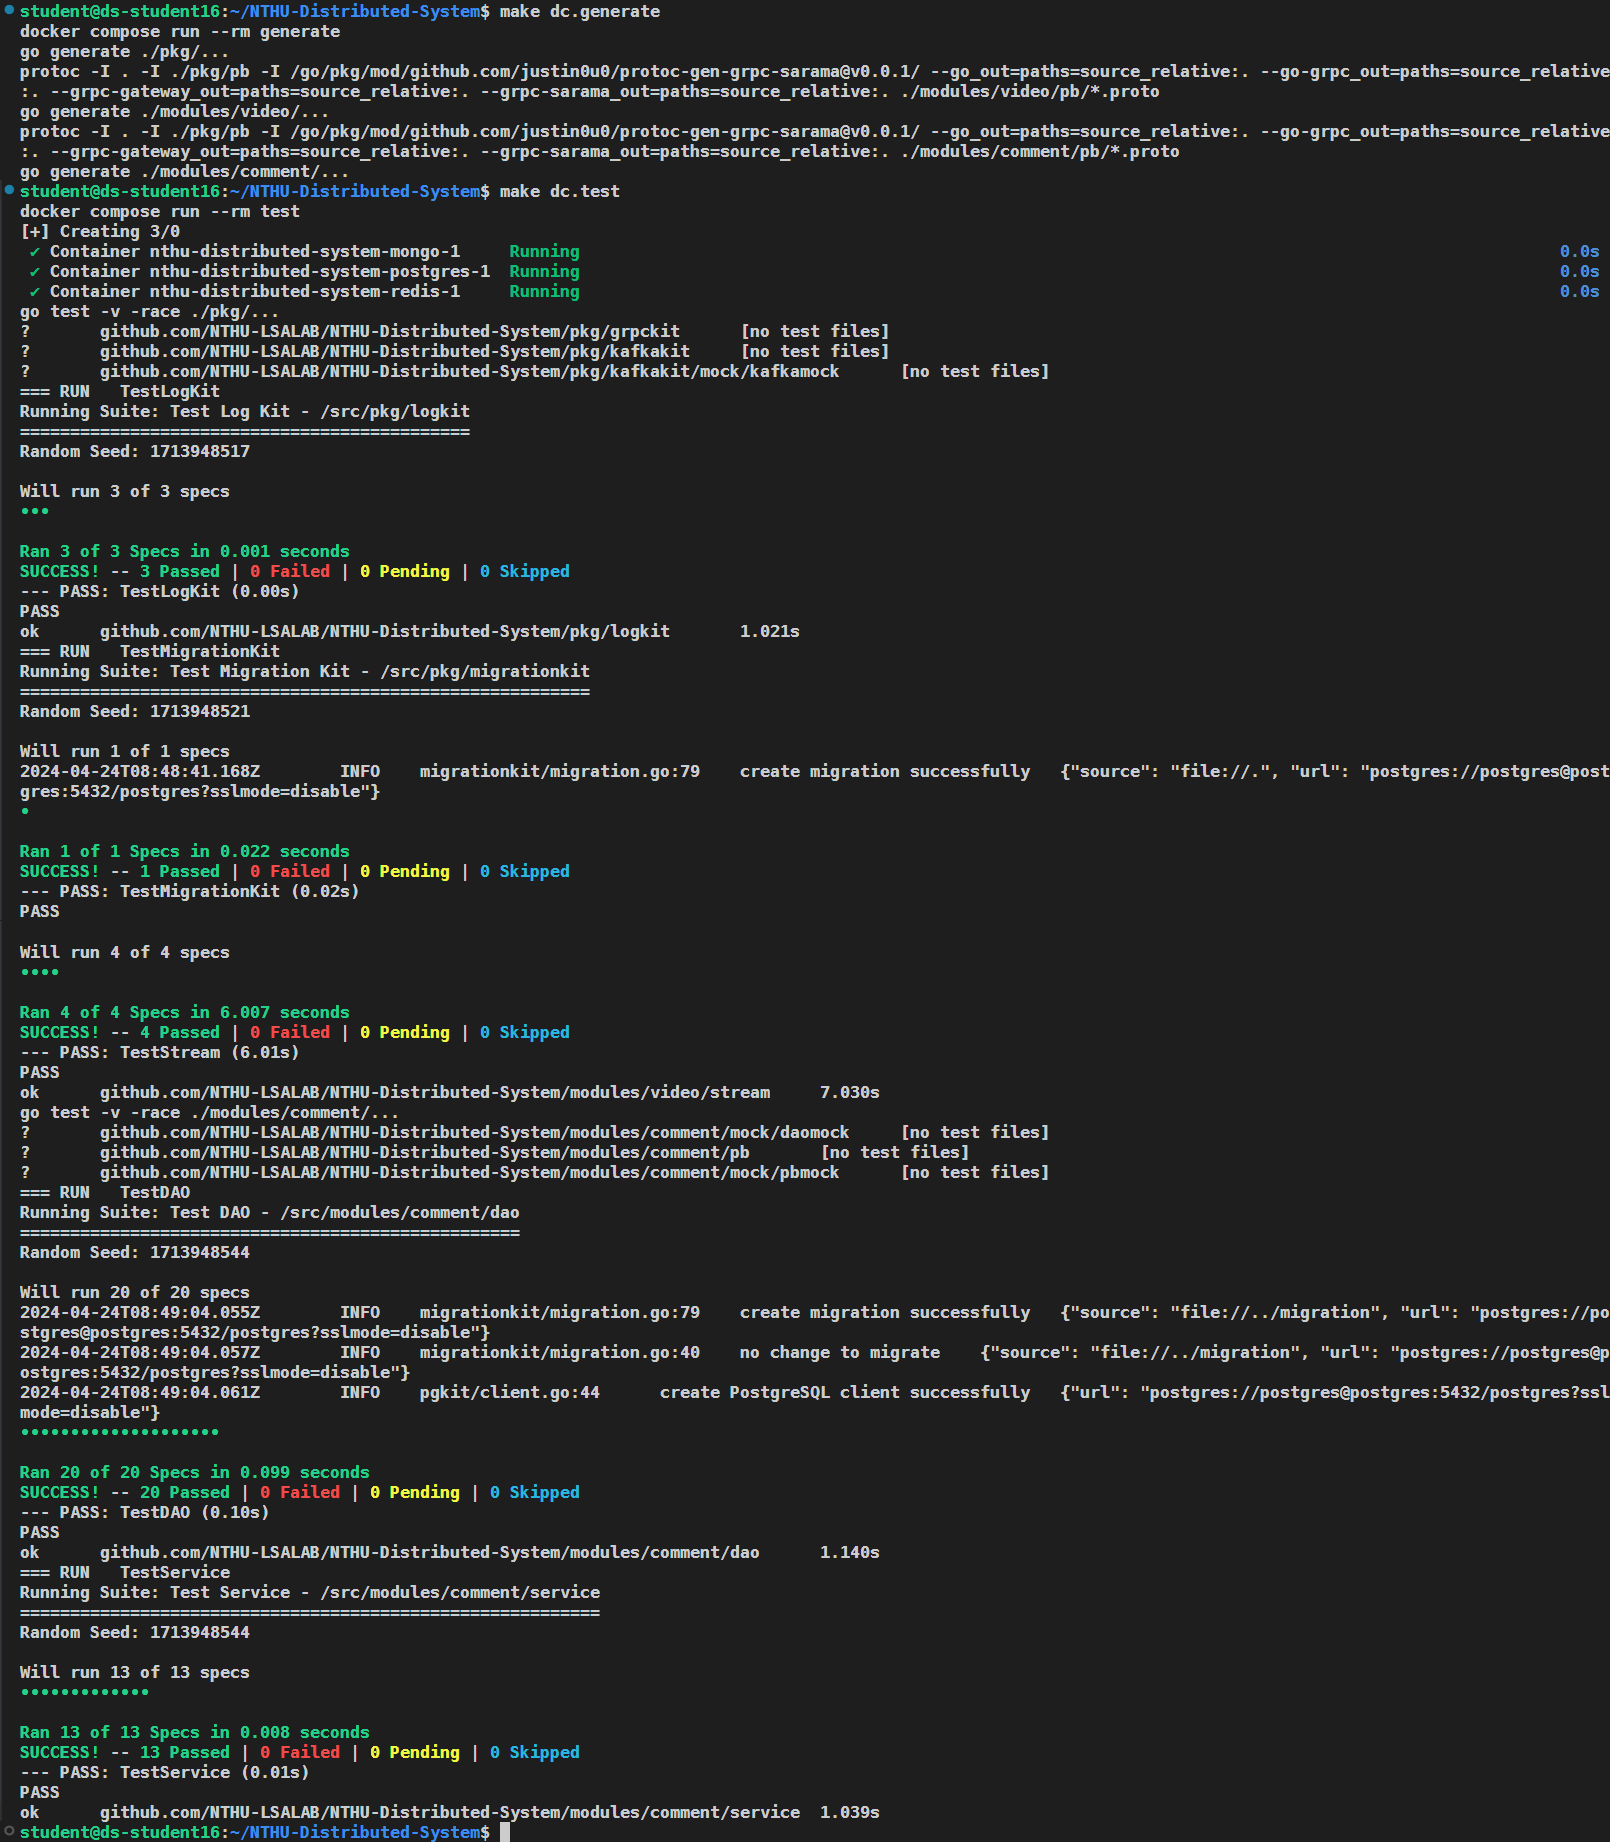 student@ds-student16:~/NTHU-Distributed-System$ make dc.generate
docker compose run --rm generate
go generate ./pkg/...
protoc -I . -I ./pkg/pb -I /go/pkg/mod/github.com/justin0u0/protoc-gen-grpc-sarama@v0.0.1/ --go_out=paths=source_relative:. --go-grpc_out=paths=source_relative
:. --grpc-gateway_out=paths=source_relative:. --grpc-sarama_out=paths=source_relative:. ./modules/video/pb/*.proto
go generate ./modules/video/...
protoc -I . -I ./pkg/pb -I /go/pkg/mod/github.com/justin0u0/protoc-gen-grpc-sarama@v0.0.1/ --go_out=paths=source_relative:. --go-grpc_out=paths=source_relative
:. --grpc-gateway_out=paths=source_relative:. --grpc-sarama_out=paths=source_relative:. ./modules/comment/pb/*.proto
go generate ./modules/comment/...
student@ds-student16:~/NTHU-Distributed-System$ make dc.test
docker compose run --rm test
[+] Creating 3/0
✔ Container nthu-distributed-system-mongo-1     Running 0.0s
✔ Container nthu-distributed-system-postgres-1  Running 0.0s
✔ Container nthu-distributed-system-redis-1     Running 0.0s
go test -v -race ./pkg/...
?       github.com/NTHU-LSALAB/NTHU-Distributed-System/pkg/grpckit      [no test files]
?       github.com/NTHU-LSALAB/NTHU-Distributed-System/pkg/kafkakit     [no test files]
?       github.com/NTHU-LSALAB/NTHU-Distributed-System/pkg/kafkakit/mock/kafkamock      [no test files]
=== RUN   TestLogKit
Running Suite: Test Log Kit - /src/pkg/logkit
=============================================
Random Seed: 1713948517
Will run 3 of 3 specs
•••
Ran 3 of 3 Specs in 0.001 seconds
SUCCESS! -- 3 Passed | 0 Failed | 0 Pending | 0 Skipped
--- PASS: TestLogKit (0.00s)
PASS
ok      github.com/NTHU-LSALAB/NTHU-Distributed-System/pkg/logkit       1.021s
=== RUN   TestMigrationKit
Running Suite: Test Migration Kit - /src/pkg/migrationkit
=========================================================
Random Seed: 1713948521
Will run 1 of 1 specs
2024-04-24T08:48:41.168Z        INFO    migrationkit/migration.go:79    create migration successfully   {"source": "file://.", "url": "postgres://postgres@post
gres:5432/postgres?sslmode=disable"}
•
Ran 1 of 1 Specs in 0.022 seconds
SUCCESS! -- 1 Passed | 0 Failed | 0 Pending | 0 Skipped
--- PASS: TestMigrationKit (0.02s)
PASS
Will run 4 of 4 specs
••••
Ran 4 of 4 Specs in 6.007 seconds
SUCCESS! -- 4 Passed | 0 Failed | 0 Pending | 0 Skipped
--- PASS: TestStream (6.01s)
PASS
ok      github.com/NTHU-LSALAB/NTHU-Distributed-System/modules/video/stream     7.030s
go test -v -race ./modules/comment/...
?       github.com/NTHU-LSALAB/NTHU-Distributed-System/modules/comment/mock/daomock     [no test files]
?       github.com/NTHU-LSALAB/NTHU-Distributed-System/modules/comment/pb       [no test files]
?       github.com/NTHU-LSALAB/NTHU-Distributed-System/modules/comment/mock/pbmock      [no test files]
=== RUN   TestDAO
Running Suite: Test DAO - /src/modules/comment/dao
==================================================
Random Seed: 1713948544
Will run 20 of 20 specs
2024-04-24T08:49:04.055Z        INFO    migrationkit/migration.go:79    create migration successfully   {"source": "file://../migration", "url": "postgres://po
stgres@postgres:5432/postgres?sslmode=disable"}
2024-04-24T08:49:04.057Z        INFO    migrationkit/migration.go:40    no change to migrate    {"source": "file://../migration", "url": "postgres://postgres@p
ostgres:5432/postgres?sslmode=disable"}
2024-04-24T08:49:04.061Z        INFO    pgkit/client.go:44      create PostgreSQL client successfully   {"url": "postgres://postgres@postgres:5432/postgres?ssl
mode=disable"}
••••••••••••••••••••
Ran 20 of 20 Specs in 0.099 seconds
SUCCESS! -- 20 Passed | 0 Failed | 0 Pending | 0 Skipped
--- PASS: TestDAO (0.10s)
PASS
ok      github.com/NTHU-LSALAB/NTHU-Distributed-System/modules/comment/dao      1.140s
=== RUN   TestService
Running Suite: Test Service - /src/modules/comment/service
==========================================================
Random Seed: 1713948544
Will run 13 of 13 specs
•••••••••••••
Ran 13 of 13 Specs in 0.008 seconds
SUCCESS! -- 13 Passed | 0 Failed | 0 Pending | 0 Skipped
--- PASS: TestService (0.01s)
PASS
ok      github.com/NTHU-LSALAB/NTHU-Distributed-System/modules/comment/service  1.039s
student@ds-student16:~/NTHU-Distributed-System$